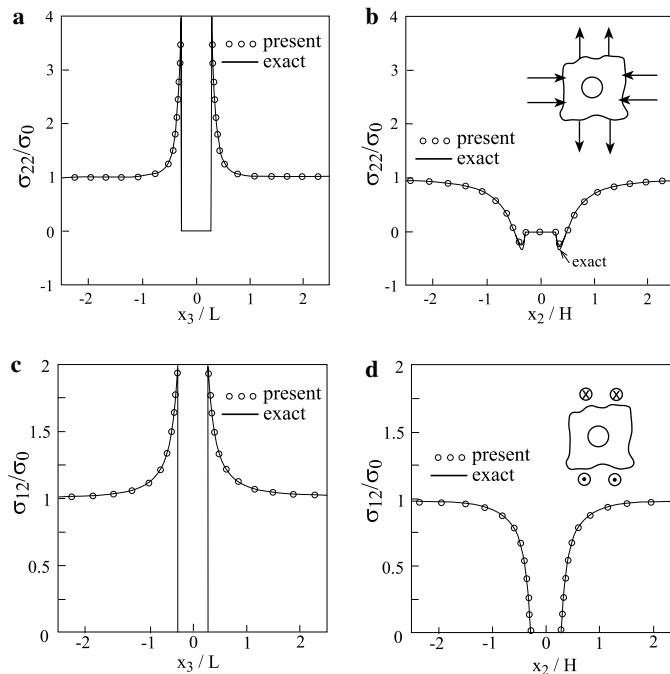 a
4
3
2
1
0
-1
-2
-1
0
1
2
σ22/σ0
x3 / L
present
exact
b
4
3
2
1
0
-1
-2
-1
0
1
2
σ22/σ0
x2 / H
present
exact
exact
c
2
1.5
1
0.5
0
-2
-1
0
1
2
σ12/σ0
x3 / L
present
exact
d
2
1.5
1
0.5
0
-2
-1
0
1
2
σ12/σ0
x2 / H
present
exact